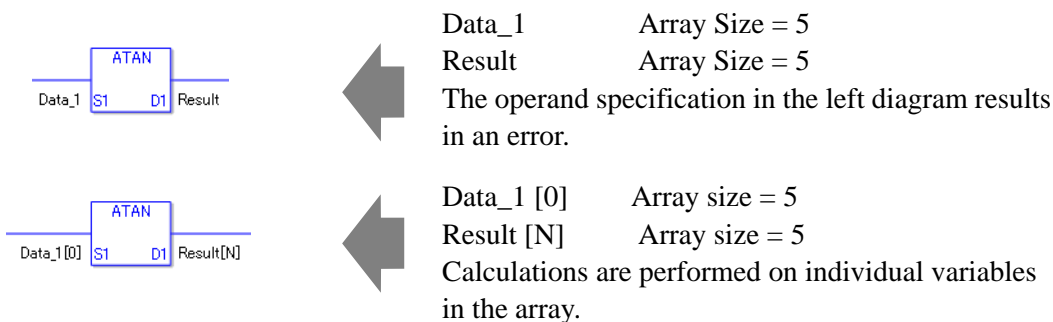 ATAN
Data_1 S1 D1 Result
Data_1 Array Size = 5
Result Array Size = 5
The operand specification in the left diagram results
in an error.
ATAN
Data_1[0] S1 D1 Result[N]
Data_1 [0] Array size = 5
Result [N] Array size = 5
Calculations are performed on individual variables
in the array.